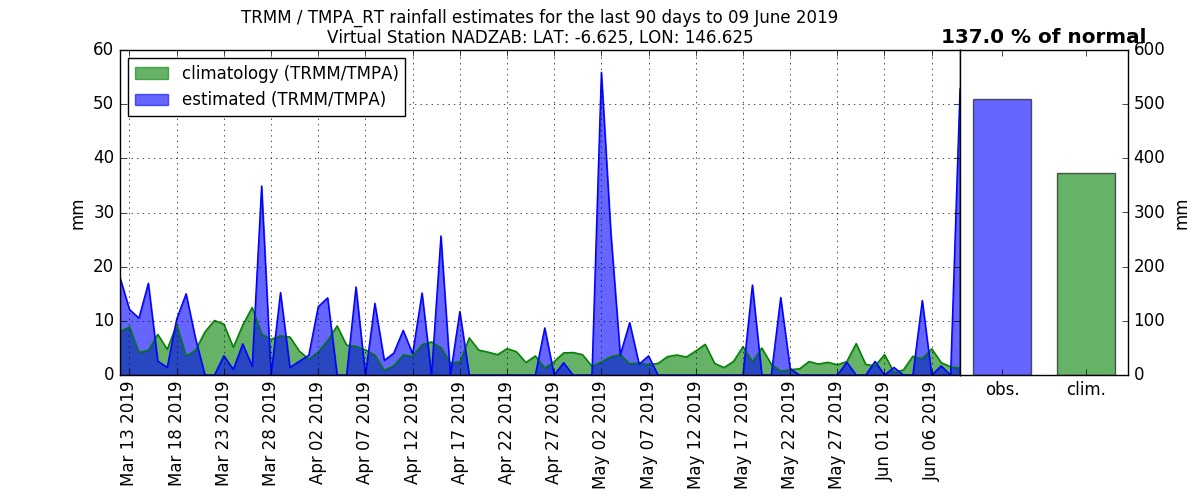 TRMM / TMPA_RT rainfall estimates for the last 90 days to 09 June 2019
Virtual Station NADZAB: LAT: -6.625, LON: 146.625
137.0 % of normal
climatology (TRMM/TMPA)
estimated (TRMM/TMPA)
60
50
40
30
20
10
0
mm
Mar 13 2019
Mar 18 2019
Mar 23 2019
Mar 28 2019
Apr 02 2019
Apr 07 2019
Apr 12 2019
Apr 17 2019
Apr 22 2019
Apr 27 2019
May 02 2019
May 07 2019
May 12 2019
May 17 2019
May 22 2019
May 27 2019
Jun 01 2019
Jun 06 2019
obs.
clim.
600
500
400
300
200
100
0
mm